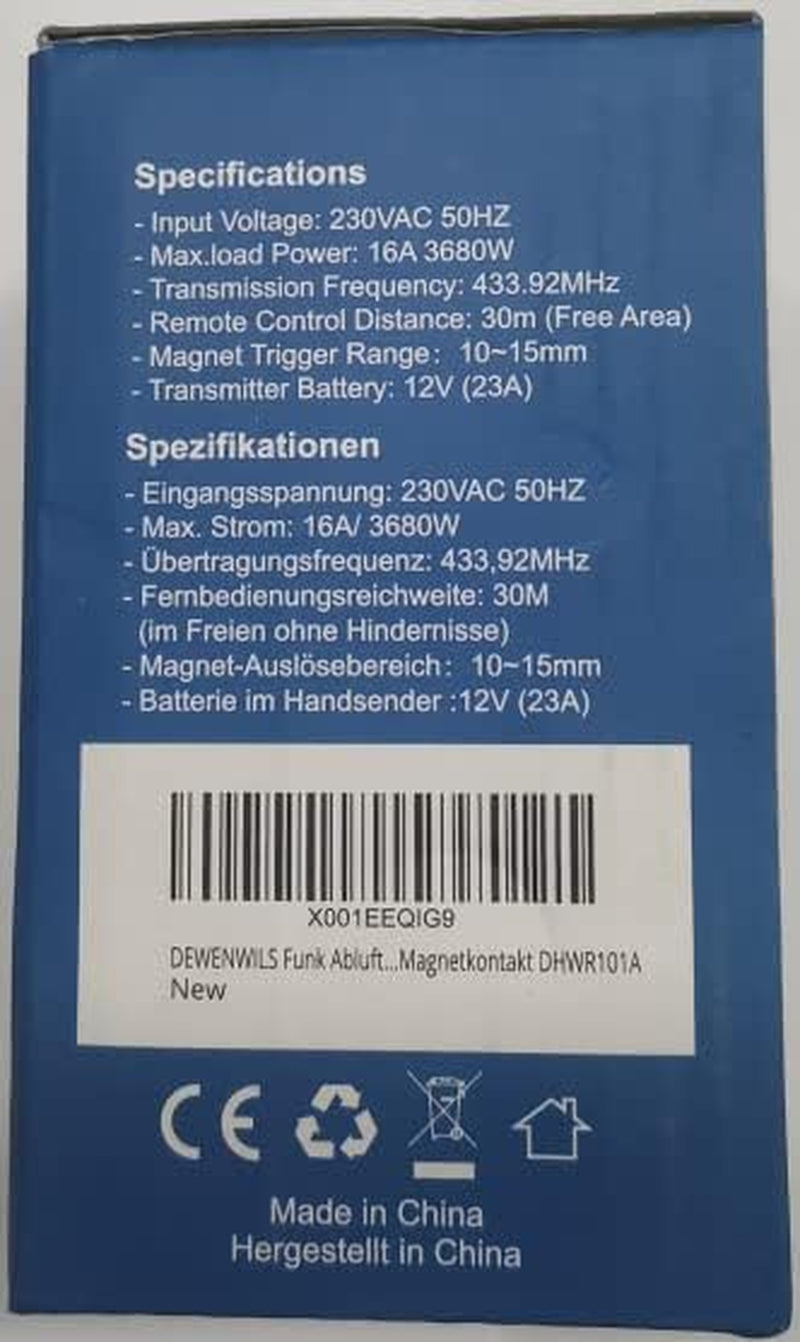 Specifications
- Input Voltage: 230VAC 50HZ
- Max.load Power: 16A 3680W
- Transmission Frequency: 433.92MHz
- Remote Control Distance: 30m (Free Area)
- Magnet Trigger Range: 10~15mm
- Transmitter Battery: 12V (23A)
Spezifikationen
- Eingangsspannung: 230VAC 50HZ
- Max. Strom: 16A/ 3680W
- Übertragungsfrequenz: 433,92MHz
- Fernbedienungsreichweite: 30M
(im Freien ohne Hindernisse)
- Magnet-Auslösebereich: 10~15mm
- Batterie im Handsender :12V (23A)
X001EEQIG9
DEWENWILS Funk Abluft...Magnetkontakt DHWR101A
New
CE
Made in China
Hergestellt in China